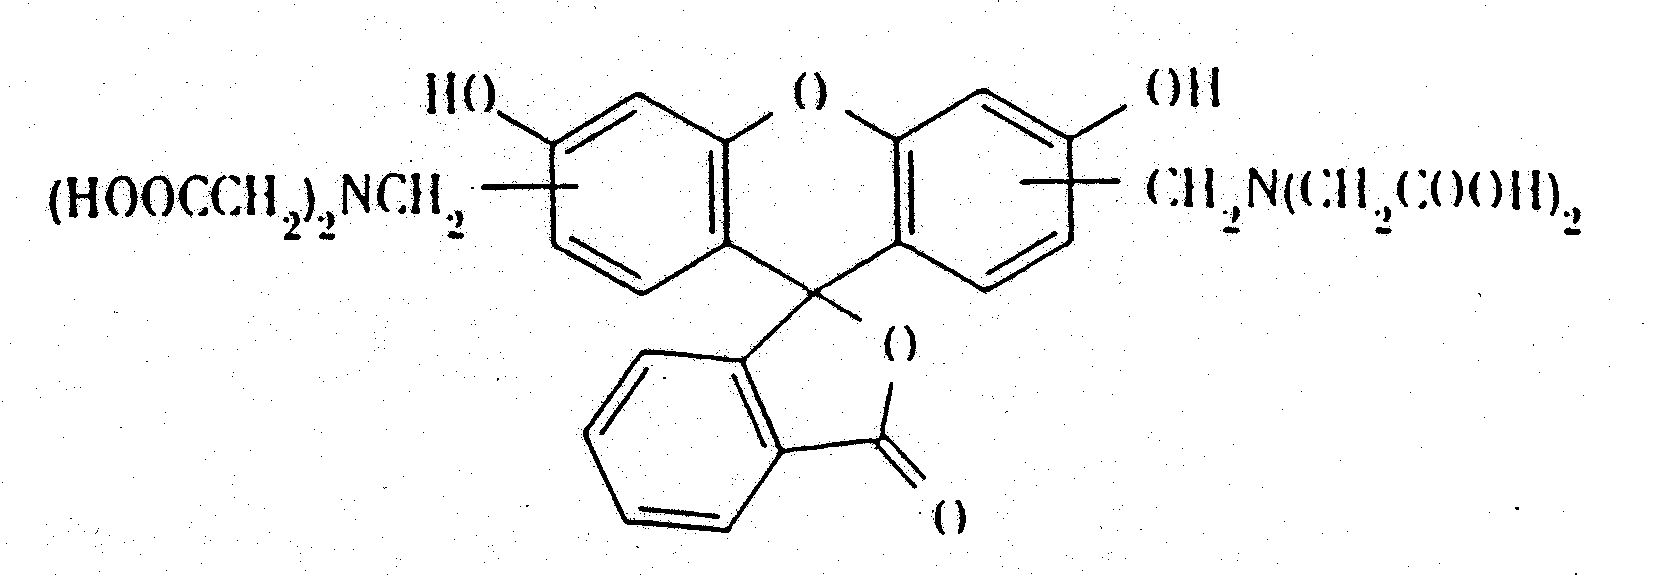 HO O OH
(HOOCCH₂)₂NCH₂ CH₂N(CH₂COOH)₂
O
O